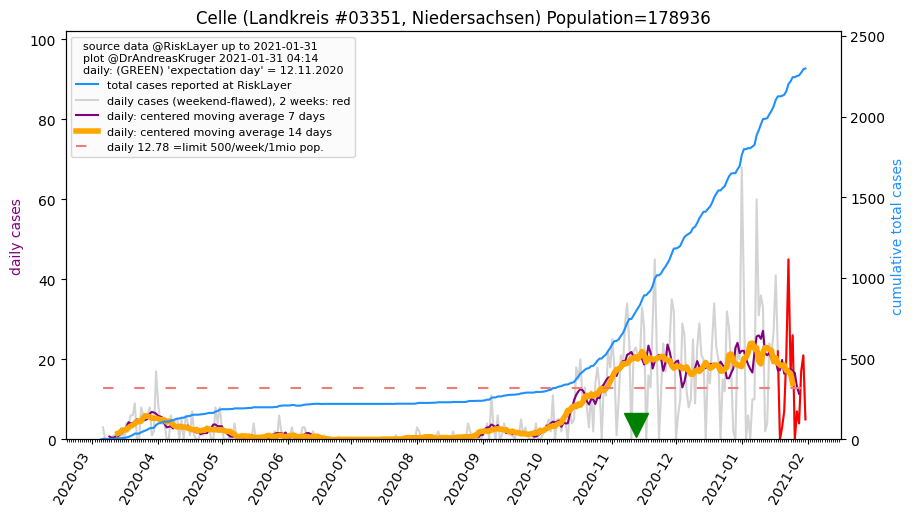 Celle (Landkreis #03351, Niedersachsen) Population=178936
source data @RiskLayer up to 2021-01-31
plot @DrAndreasKruger 2021-01-31 04:14
daily: (GREEN) 'expectation day' = 12.11.2020
total cases reported at RiskLayer
daily cases (weekend-flawed), 2 weeks: red
daily: centered moving average 7 days
daily: centered moving average 14 days
daily 12.78 =limit 500/week/1mio pop.
daily cases
100
80
60
40
20
0
cumulative total cases
2500
2000
1500
1000
500
0
2020-03
2020-04
2020-05
2020-06
2020-07
2020-08
2020-09
2020-10
2020-11
2020-12
2021-01
2021-02